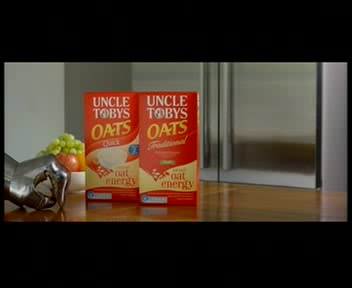 UNCLE
TOBYS
OATS
Quick
oat
energy
UNCLE
TOBYS
OATS
Traditional
oat
energy